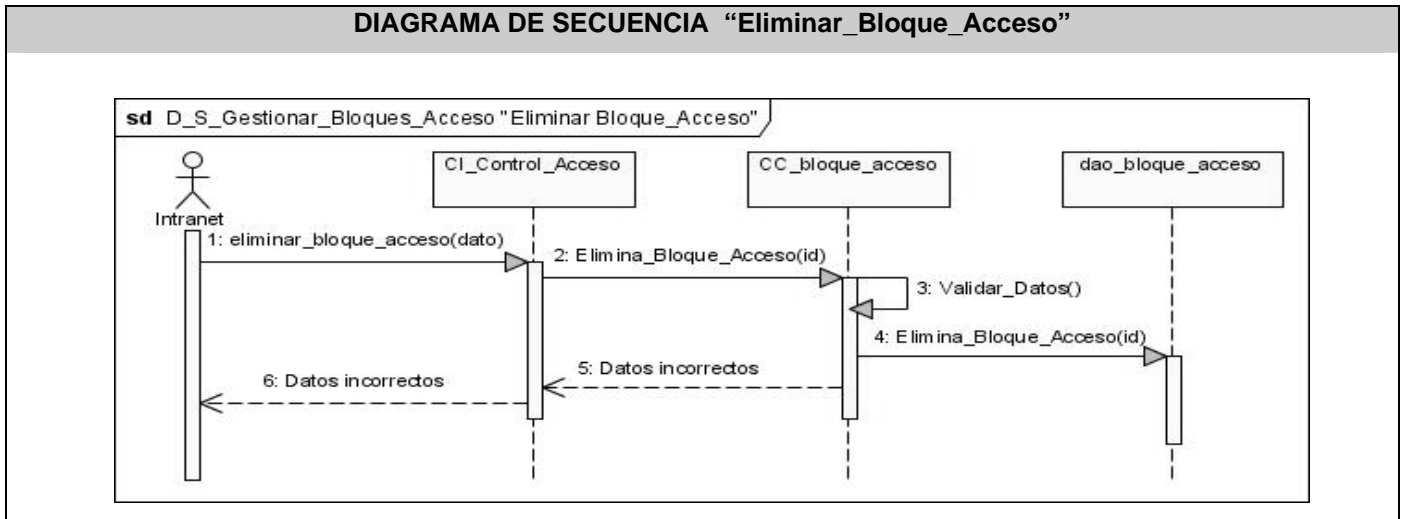 DIAGRAMA DE SECUENCIA “Eliminar_Bloque_Acceso”
sd D_S_Gestionar_Bloques_Acceso "Eliminar Bloque_Acceso"
CI_Control_Acceso
CC_bloque_acceso
dao_bloque_acceso
Intranet
1: eliminar_bloque_acceso(dato)
2: Elimina_Bloque_Acceso(id)
3: Validar_Datos()
4: Elimina_Bloque_Acceso(id)
5: Datos incorrectos
6: Datos incorrectos